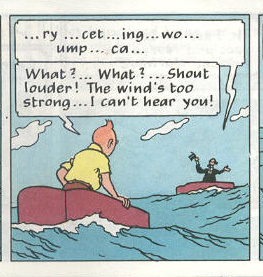 ...ry ...cet...ing...wo...
ump... ca...
What?... What?...Shout
louder! The wind's too
strong...I can't hear you!